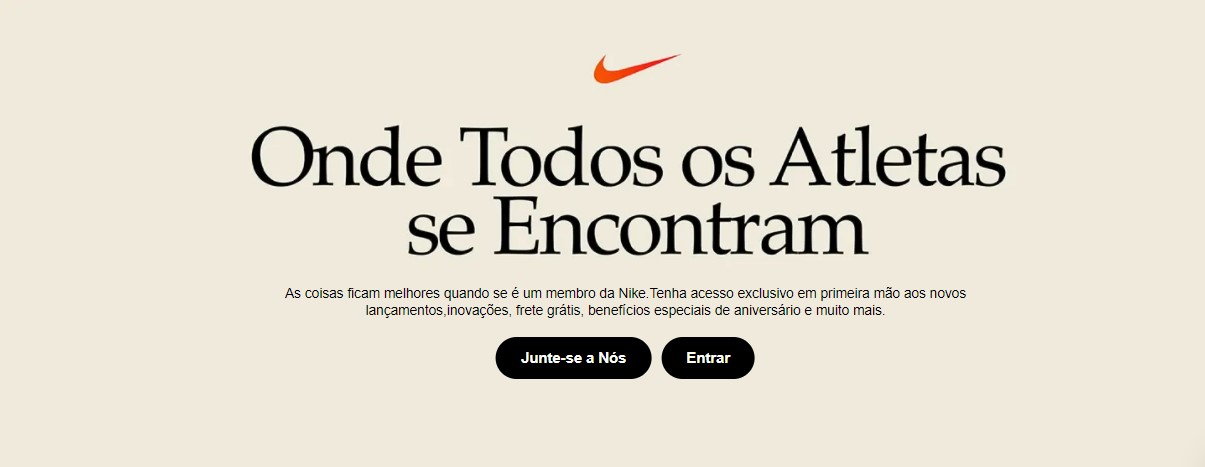 Onde Todos os Atletas
se Encontram
As coisas ficam melhores quando se é um membro da Nike.Tenha acesso exclusivo em primeira mão aos novos
lançamentos,inovações, frete grátis, benefícios especiais de aniversário e muito mais.
Junte-se a Nós
Entrar